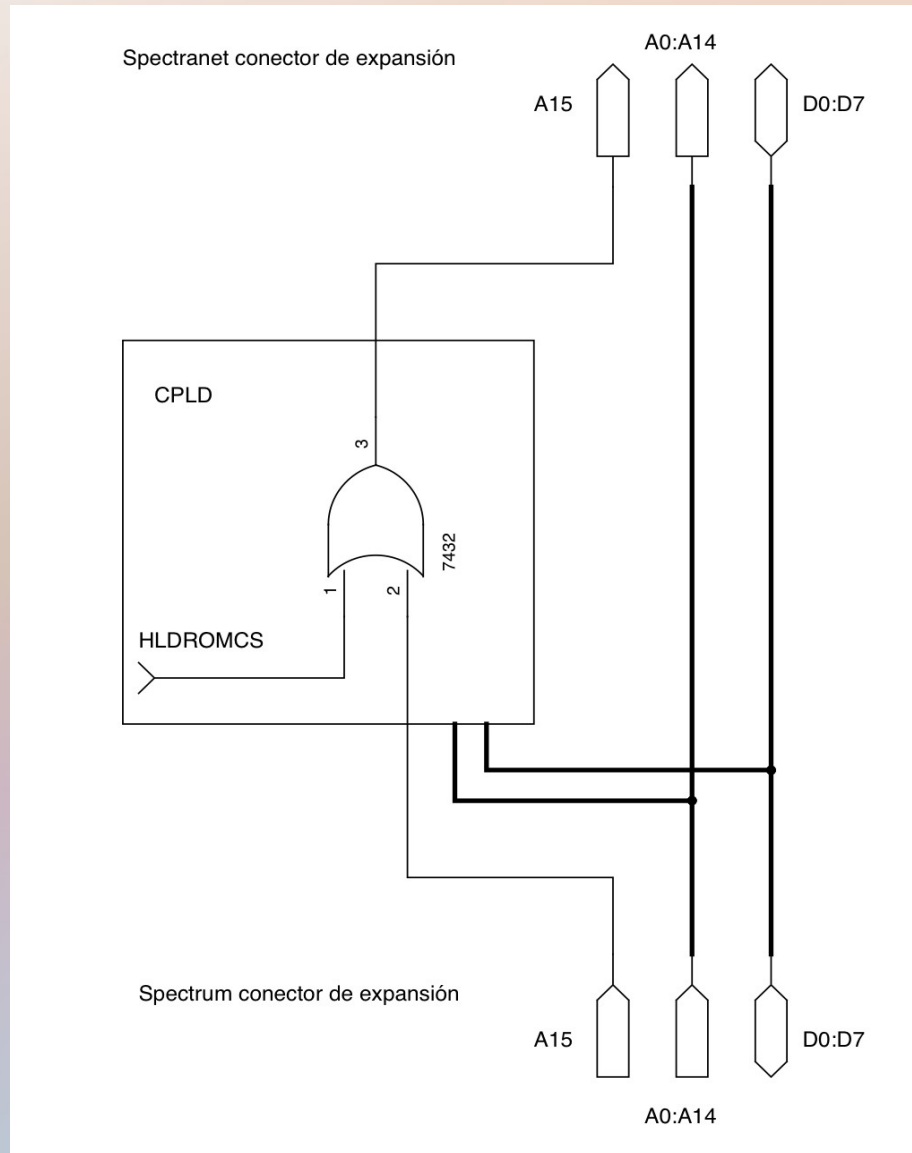 A0:A14
Spectranet conector de expansión
A15
D0:D7
CPLD
3
7432
1
2
HLDROMCS
Spectrum conector de expansión
A15
D0:D7
A0:A14